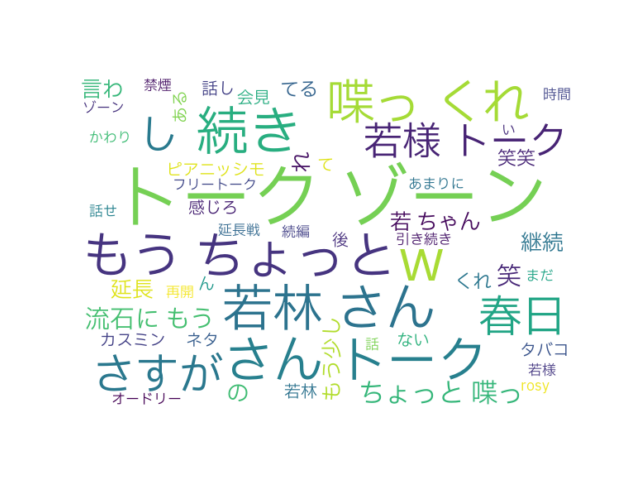 言わ
禁煙
話し
てる
喋っ くれ
時間
ゾーン
ある
会見
続き
し
若様 トーク
かわり
い
笑笑
ピアニッシモ
れ
て
トーク ゾーン
フリートーク
あまりに
話せ
感じろ
若 ちゃん
延長戦
続編
後
引き続き
継続
もう ちょっと
w
延長
再開
ん
若林 さん
くれ
笑
まだ
春日
流石に もう
カスミン
ネタ
さん トーク
もう少し
話
ない
タバコ
さすが
若様
の
若林
ちょっと 喋っ
rosy
オードリー